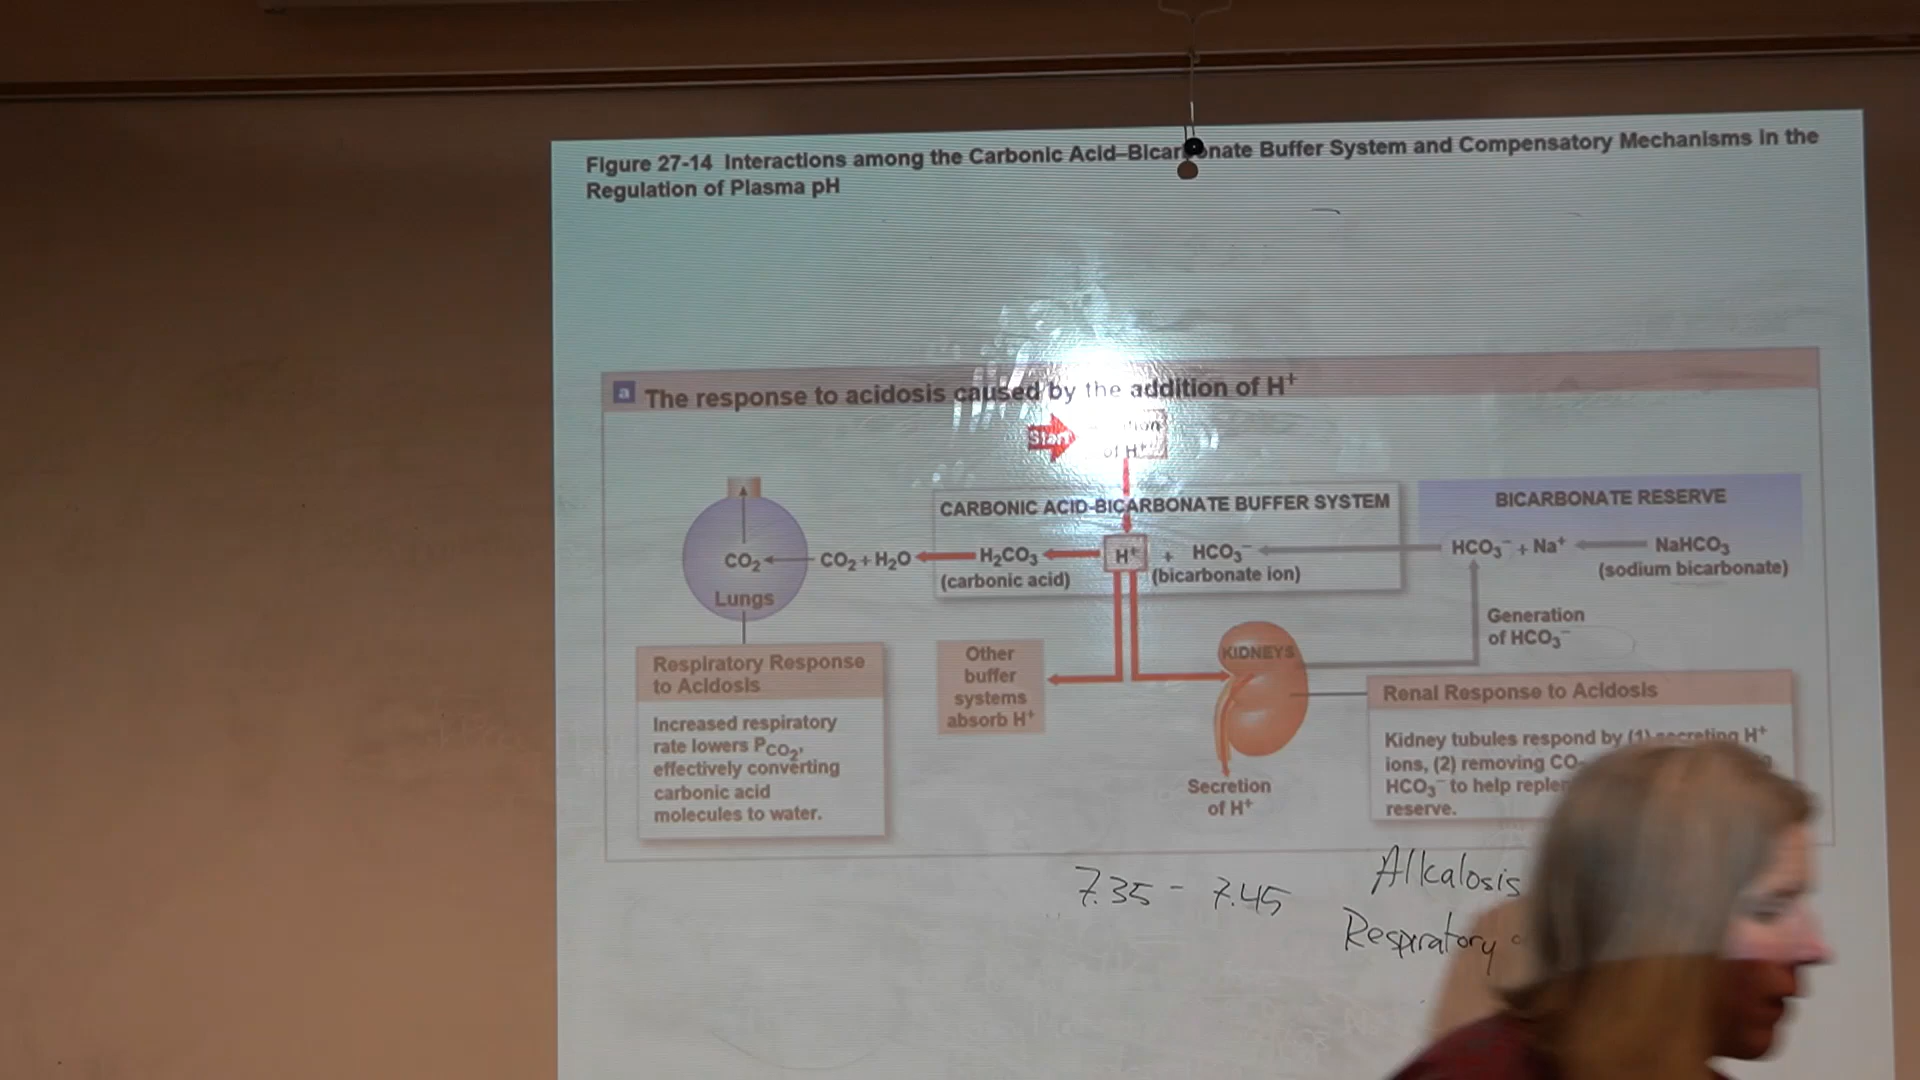 Figure 27-14 Interactions among the Carbonic Acid–Bicarbonate Buffer System and Compensatory Mechanisms in the
Regulation of Plasma pH
a The response to acidosis caused by the addition of H⁺
Start
of H⁺
CARBONIC ACID-BICARBONATE BUFFER SYSTEM
BICARBONATE RESERVE
CO₂ CO₂ + H₂O H₂CO₃ H⁺ + HCO₃⁻ HCO₃⁻ + Na⁺ NaHCO₃
(carbonic acid) (bicarbonate ion) (sodium bicarbonate)
Lungs
Generation
of HCO₃⁻
Respiratory Response
to Acidosis
Increased respiratory
rate lowers PCO₂,
effectively converting
carbonic acid
molecules to water.
Other
buffer
systems
absorb H⁺
KIDNEYS
Secretion
of H⁺
Renal Response to Acidosis
Kidney tubules respond by (1) secreting H⁺
ions, (2) removing
HCO₃⁻ to help
reserve.
7.35 - 7.45
Alkalosis
Respiratory